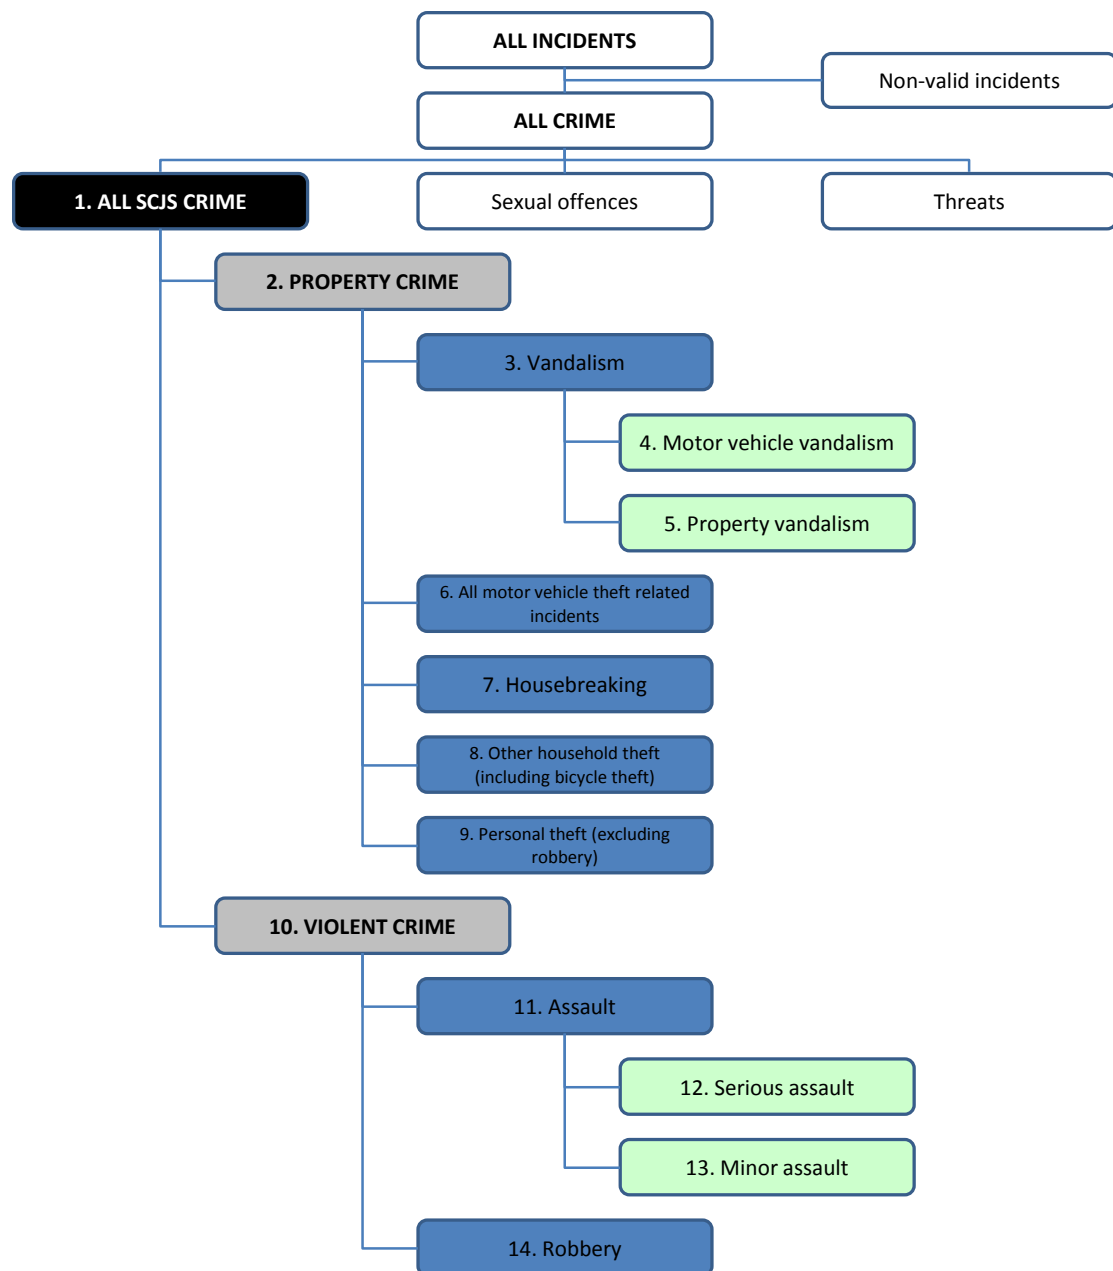 ALL INCIDENTS
Non-valid incidents
ALL CRIME
1. ALL SCJS CRIME
Sexual offences
Threats
2. PROPERTY CRIME
3. Vandalism
4. Motor vehicle vandalism
5. Property vandalism
6. All motor vehicle theft related
incidents
7. Housebreaking
8. Other household theft
(including bicycle theft)
9. Personal theft (excluding
robbery)
10. VIOLENT CRIME
11. Assault
12. Serious assault
13. Minor assault
14. Robbery